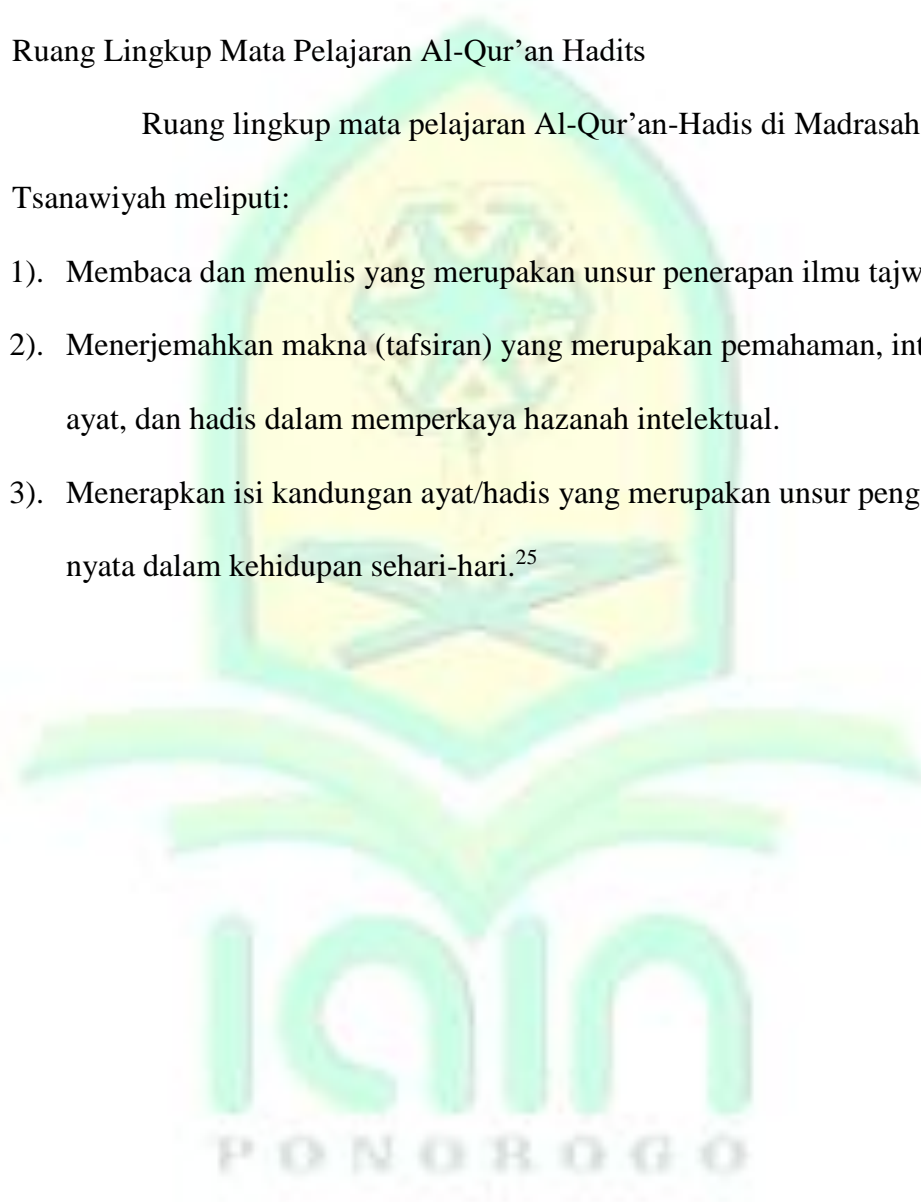 Ruang Lingkup Mata Pelajaran Al-Qur’an Hadits
Ruang lingkup mata pelajaran Al-Qur’an-Hadis di Madrasah
Tsanawiyah meliputi:
1). Membaca dan menulis yang merupakan unsur penerapan ilmu
2). Menerjemahkan makna (tafsiran) yang merupakan pemahaman,
ayat, dan hadis dalam memperkaya hazanah intelektual.
3). Menerapkan isi kandungan ayat/hadis yang merupakan unsur
nyata dalam kehidupan sehari-hari.25
iain
PONOROGO